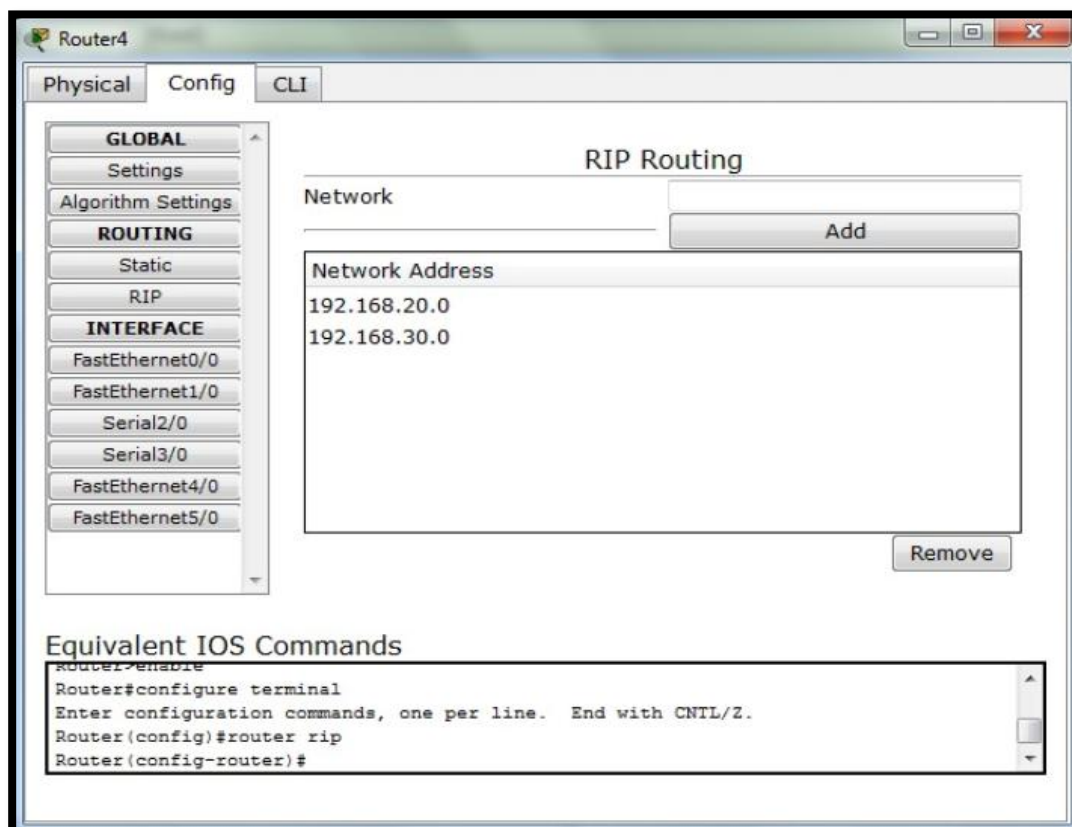 Router4
Physical
Config
CLI
GLOBAL
Settings
Algorithm Settings
ROUTING
Static
RIP
INTERFACE
FastEthernet0/0
FastEthernet1/0
Serial2/0
Serial3/0
FastEthernet4/0
FastEthernet5/0
RIP Routing
Network
Add
Network Address
192.168.20.0
192.168.30.0
Remove
Equivalent IOS Commands
Router>enable
Router#configure terminal
Enter configuration commands, one per line.  End with CNTL/Z.
Router(config)#router rip
Router(config-router)#